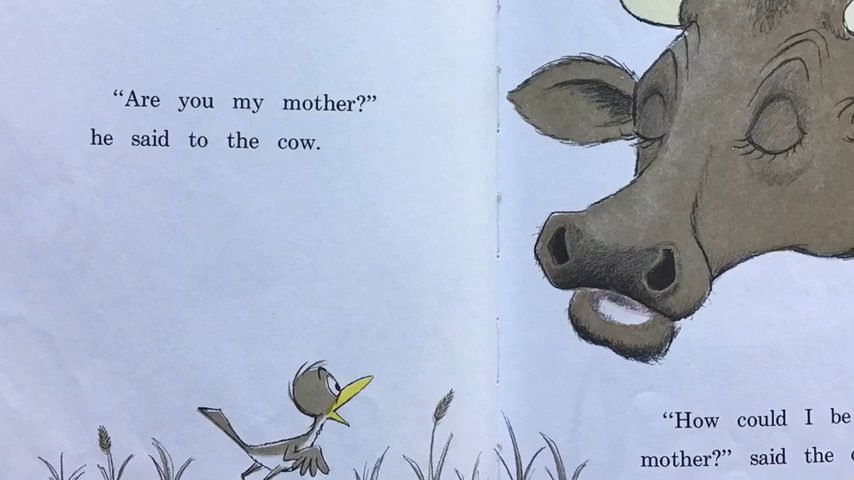 “Are you my mother?”
he said to the cow.
“How could I be
mother?” said the